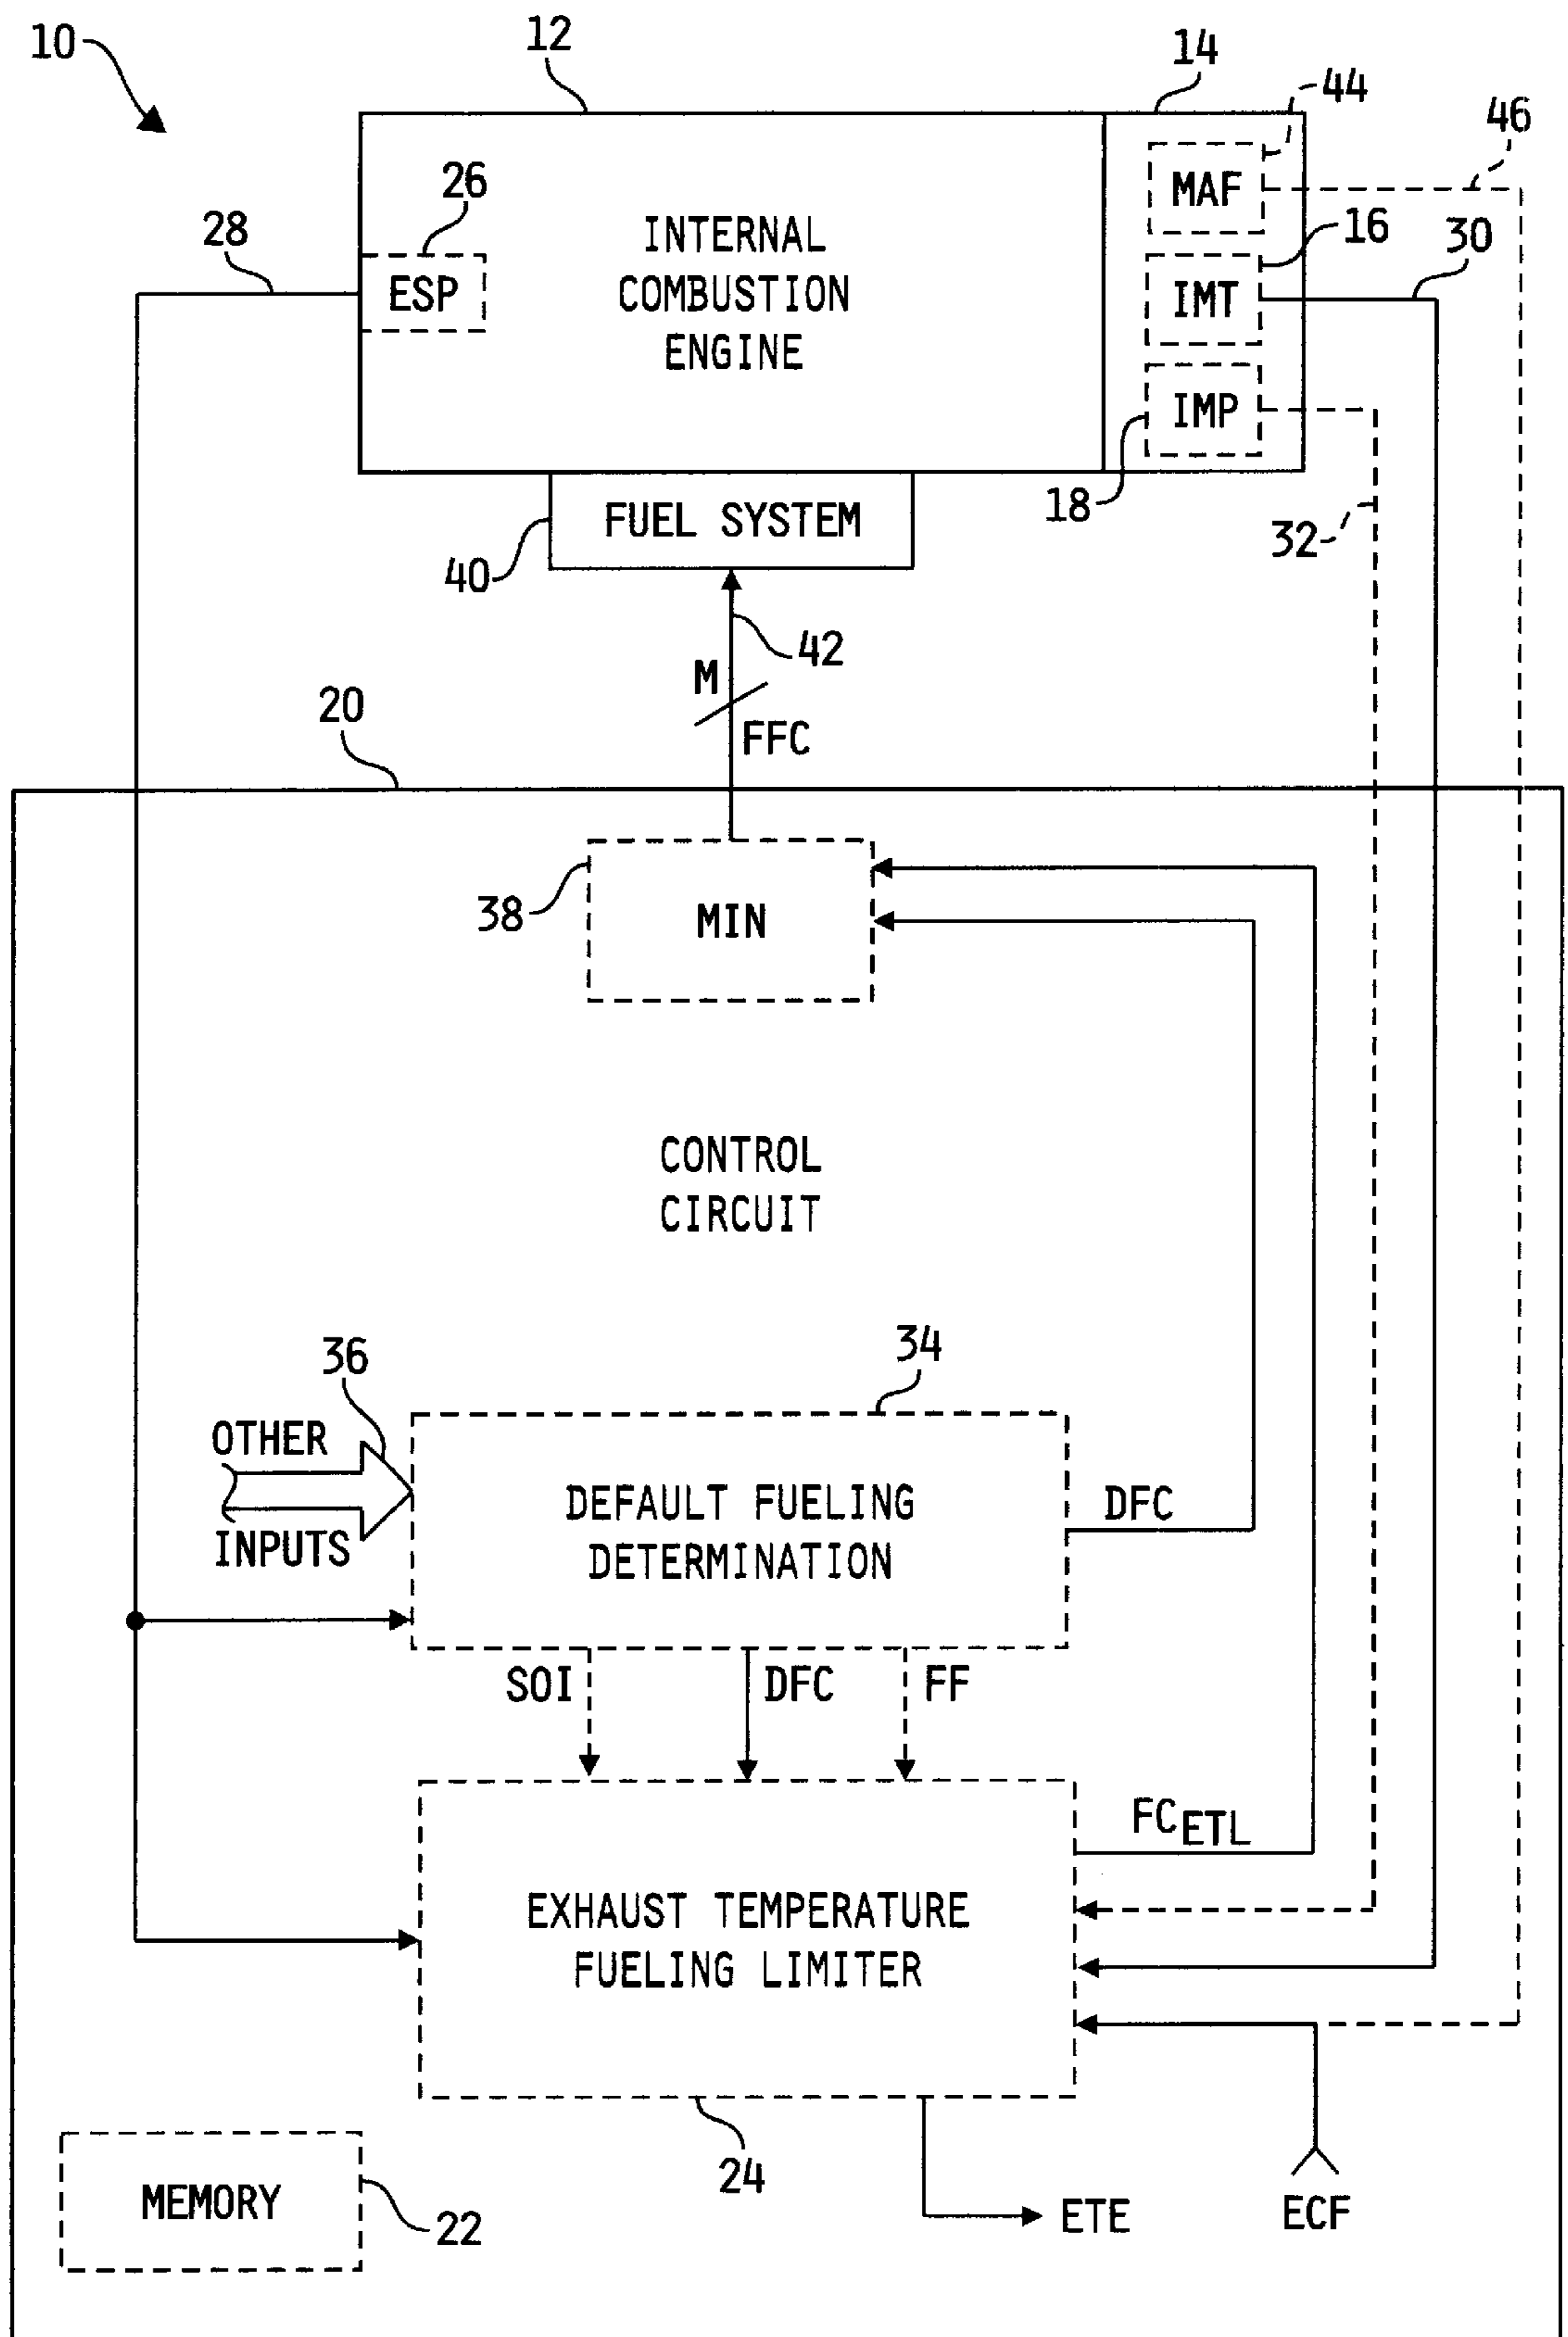 10
12
14
44
46
26
28
MAF
16
30
ESP
INTERNAL
COMBUSTION
ENGINE
IMT
IMP
18
32
FUEL SYSTEM
40
42
M
FFC
20
38
MIN
CONTROL
CIRCUIT
36
34
OTHER
INPUTS
DEFAULT FUELING
DETERMINATION
DFC
SOI
DFC
FF
FCETL
EXHAUST TEMPERATURE
FUELING LIMITER
24
MEMORY
22
ETE
ECF